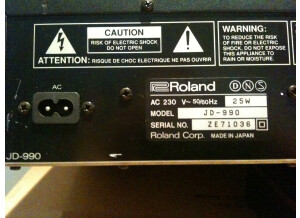 CAUTION
RISK OF ELECTRIC SHOCK
DO NOT OPEN
ATTENTION: RISQUE DE CHOC ELECTRIQUE NE PAS OUVRIR
WARNING:
TO REDUCE THE RISK
OF FIRE OR ELECTRIC
SHOCK, DO NOT EXPOSE
THIS APPLIANCE TO
RAIN OR MOISTURE.
AC
Roland
D N S
AC 230 V~ 50/60Hz 25W
MODEL JD-990
SERIAL NO. ZE71036
Roland Corp. MADE IN JAPAN
JD-990